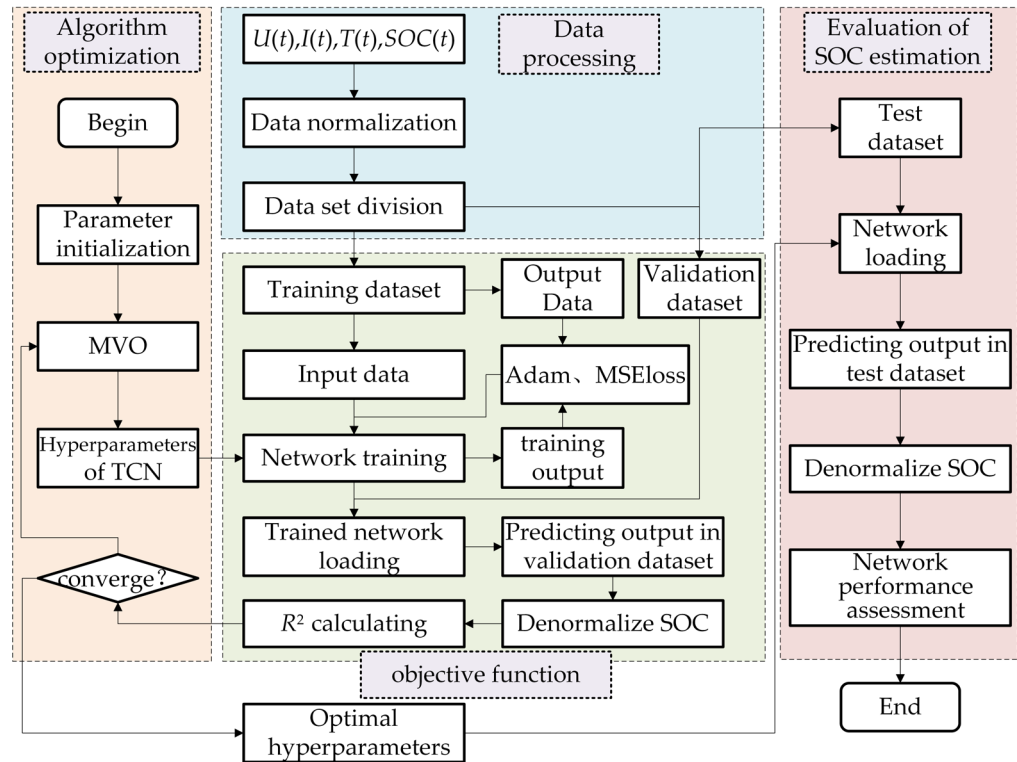 Algorithm
optimization
Begin
Parameter
initialization
MVO
Hyperparameters
of TCN
converge?
U(t),I(t),T(t),SOC(t)
Data
processing
Data normalization
Data set division
Training dataset
Output
Data
Validation
dataset
Input data
Adam、MSEloss
Network training
training
output
Trained network
loading
Predicting output in
validation dataset
R² calculating
Denormalize SOC
objective function
Optimal
hyperparameters
Evaluation of
SOC estimation
Test
dataset
Network
loading
Predicting output in
test dataset
Denormalize SOC
Network
performance
assessment
End